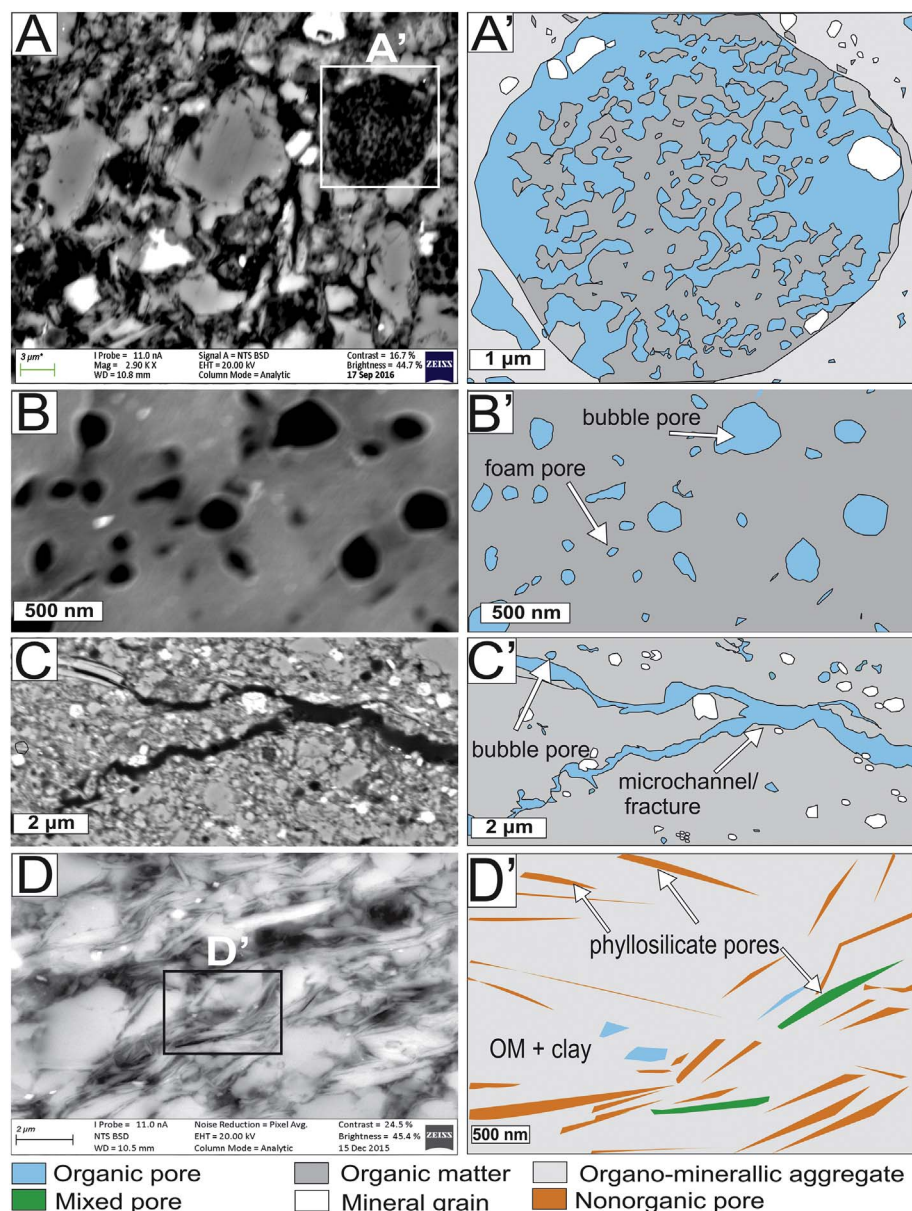 A
A'
3 µm*
I Probe = 11.0 nA
Mag = 2.90 K X
WD = 10.8 mm
Signal A = NTS BSD
EHT = 20.00 kV
Column Mode = Analytic
Contrast = 16.7 %
Brightness = 44.7 %
17 Sep 2016
ZEISS
A'
1 µm
B
500 nm
B'
bubble pore
foam pore
500 nm
C
2 µm
C'
bubble pore
microchannel/
fracture
2 µm
D
D'
2 µm
I Probe = 11.0 nA
NTS BSD
WD = 10.5 mm
Noise Reduction = Pixel Avg.
EHT = 20.00 kV
Column Mode = Analytic
Contrast = 24.5 %
Brightness = 45.4 %
15 Dec 2015
ZEISS
D'
phyllosilicate pores
OM + clay
500 nm
Organic pore
Organic matter
Organo-minerallic aggregate
Mixed pore
Mineral grain
Nonorganic pore